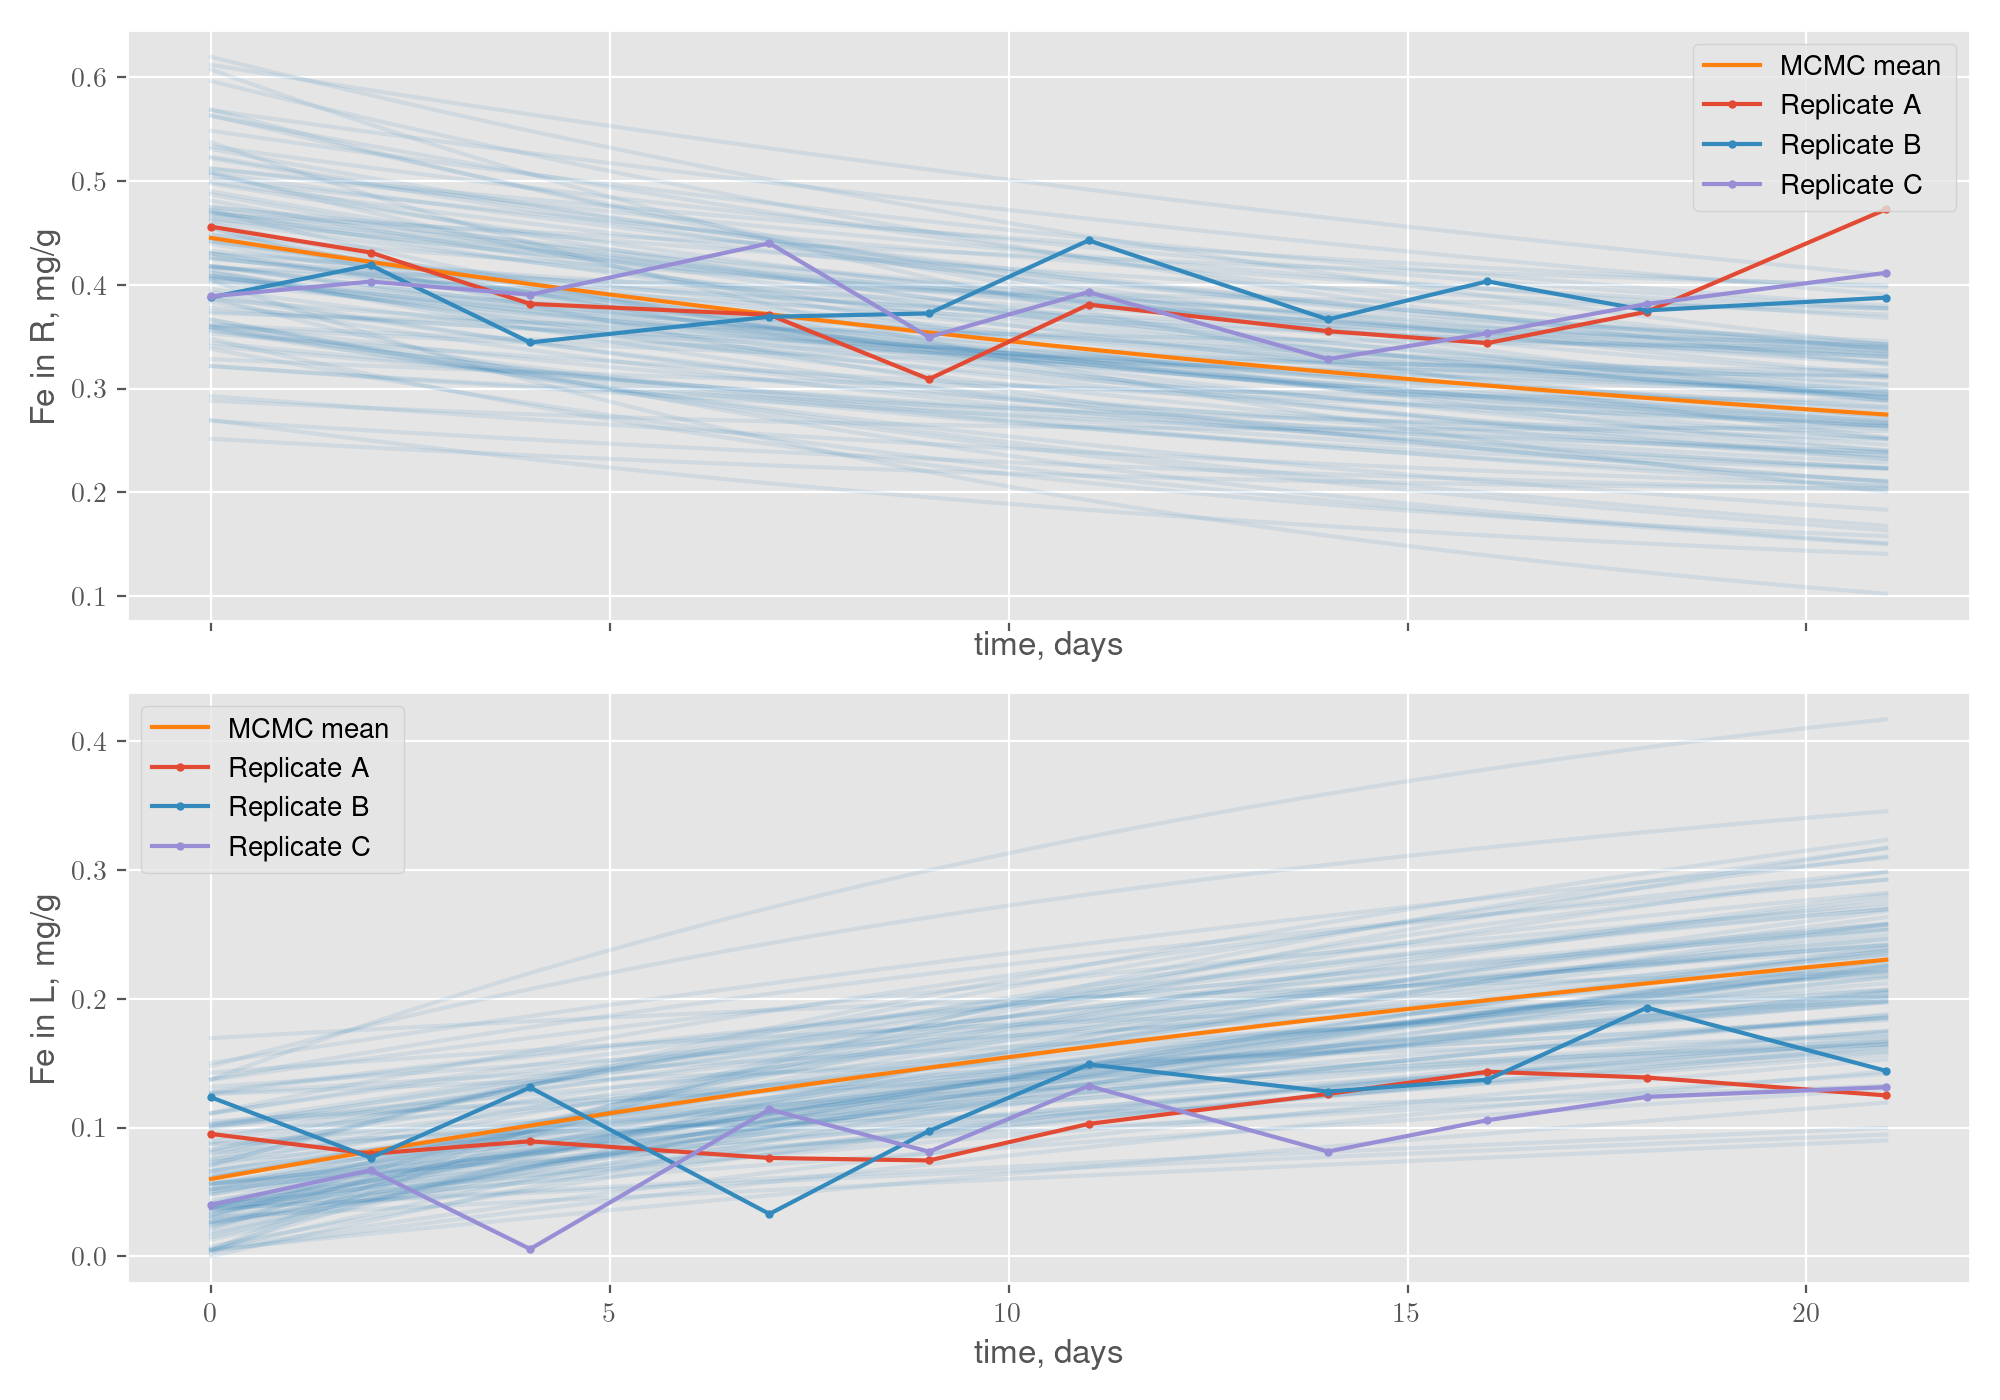 Fe in R, mg/g
0.6
0.5
0.4
0.3
0.2
0.1
MCMC mean
Replicate A
Replicate B
Replicate C
time, days
Fe in L, mg/g
0.4
0.3
0.2
0.1
0.0
MCMC mean
Replicate A
Replicate B
Replicate C
0 5 10 15 20
time, days